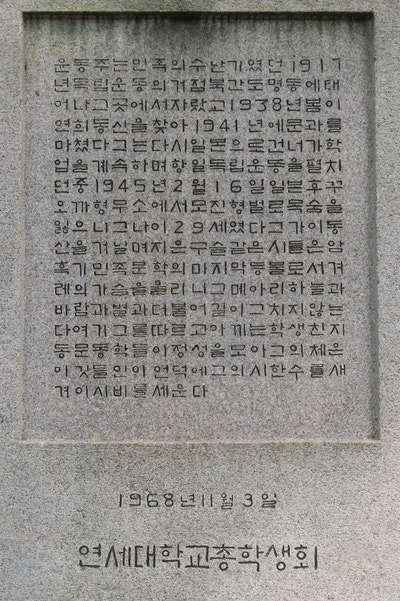 윤동주는민족의수난기였던1917
년독립운동의거점북간도명동에태
어나그곳에서자랐고1938년봄이
연희동산을찾아1941년에문과를
마쳤다그는다시일본으로건너가학
업을계속하며항일독립운동을펼치
던중1945년2월16일일본후꾸
오까형무소에서모진형벌로목숨을
잃으니그나이29세였다그가이동
산을거닐며지은구슬같은시들은암
흑기민족문학의마지막등불로서겨
레의가슴을울리니그메아리하늘과
바람과별과더불어길이그치지않는
다여기그를따르고아끼는학생친지
동문동학들이정성을모아그의체온
이깃들인이언덕에그의시한수를새
겨이시비를세운다
1968년11월3일
연세대학교총학생회